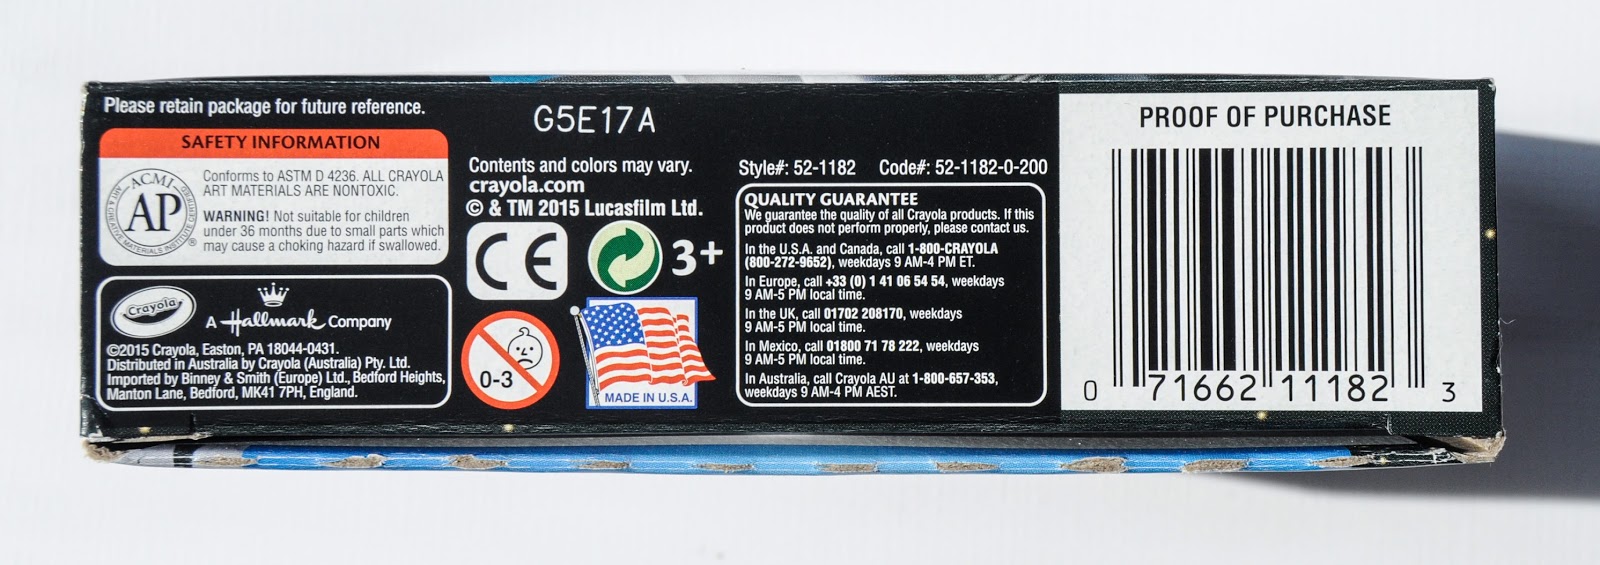 Please retain package for future reference.
SAFETY INFORMATION
ACMI
ART & CREATIVE MATERIALS INSTITUTE CERTIFIED
AP
®
Conforms to ASTM D 4236. ALL CRAYOLA
ART MATERIALS ARE NONTOXIC.
WARNING! Not suitable for children
under 36 months due to small parts which
may cause a choking hazard if swallowed.
Crayola
A Hallmark Company
©2015 Crayola, Easton, PA 18044-0431.
Distributed in Australia by Crayola (Australia) Pty. Ltd.
Imported by Binney & Smith (Europe) Ltd., Bedford Heights,
Manton Lane, Bedford, MK41 7PH, England.
G5E17A
Contents and colors may vary.
crayola.com
© & TM 2015 Lucasfilm Ltd.
CE
3+
0-3
MADE IN U.S.A.
Style#: 52-1182 Code#: 52-1182-0-200
QUALITY GUARANTEE
We guarantee the quality of all Crayola products. If this
product does not perform properly, please contact us.
In the U.S.A. and Canada, call 1-800-CRAYOLA
(800-272-9652), weekdays 9 AM-4 PM ET.
In Europe, call +33 (0) 1 41 06 54 54, weekdays
9 AM-5 PM local time.
In the UK, call 01702 208170, weekdays
9 AM-5 PM local time.
In Mexico, call 01800 71 78 222, weekdays
9 AM-5 PM local time.
In Australia, call Crayola AU at 1-800-657-353,
weekdays 9 AM-4 PM AEST.
PROOF OF PURCHASE
0 71662 11182 3